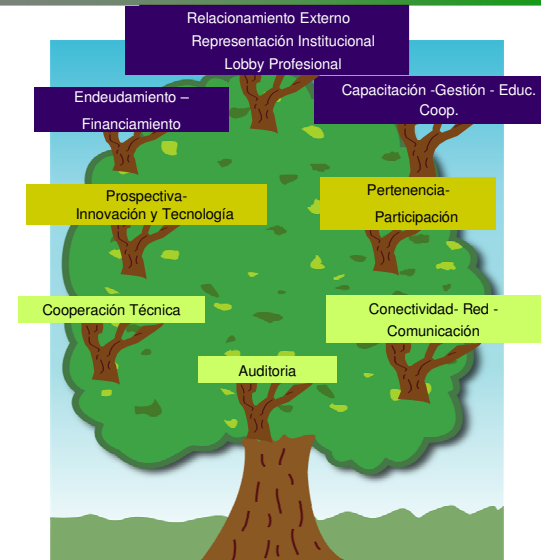 Relacionamiento Externo
Representación Institucional
Lobby Profesional
Endeudamiento –
Financiamiento
Capacitación -Gestión - Educ.
Coop.
Prospectiva-
Innovación y Tecnología
Pertenencia-
Participación
Cooperación Técnica
Conectividad- Red -
Comunicación
Auditoria